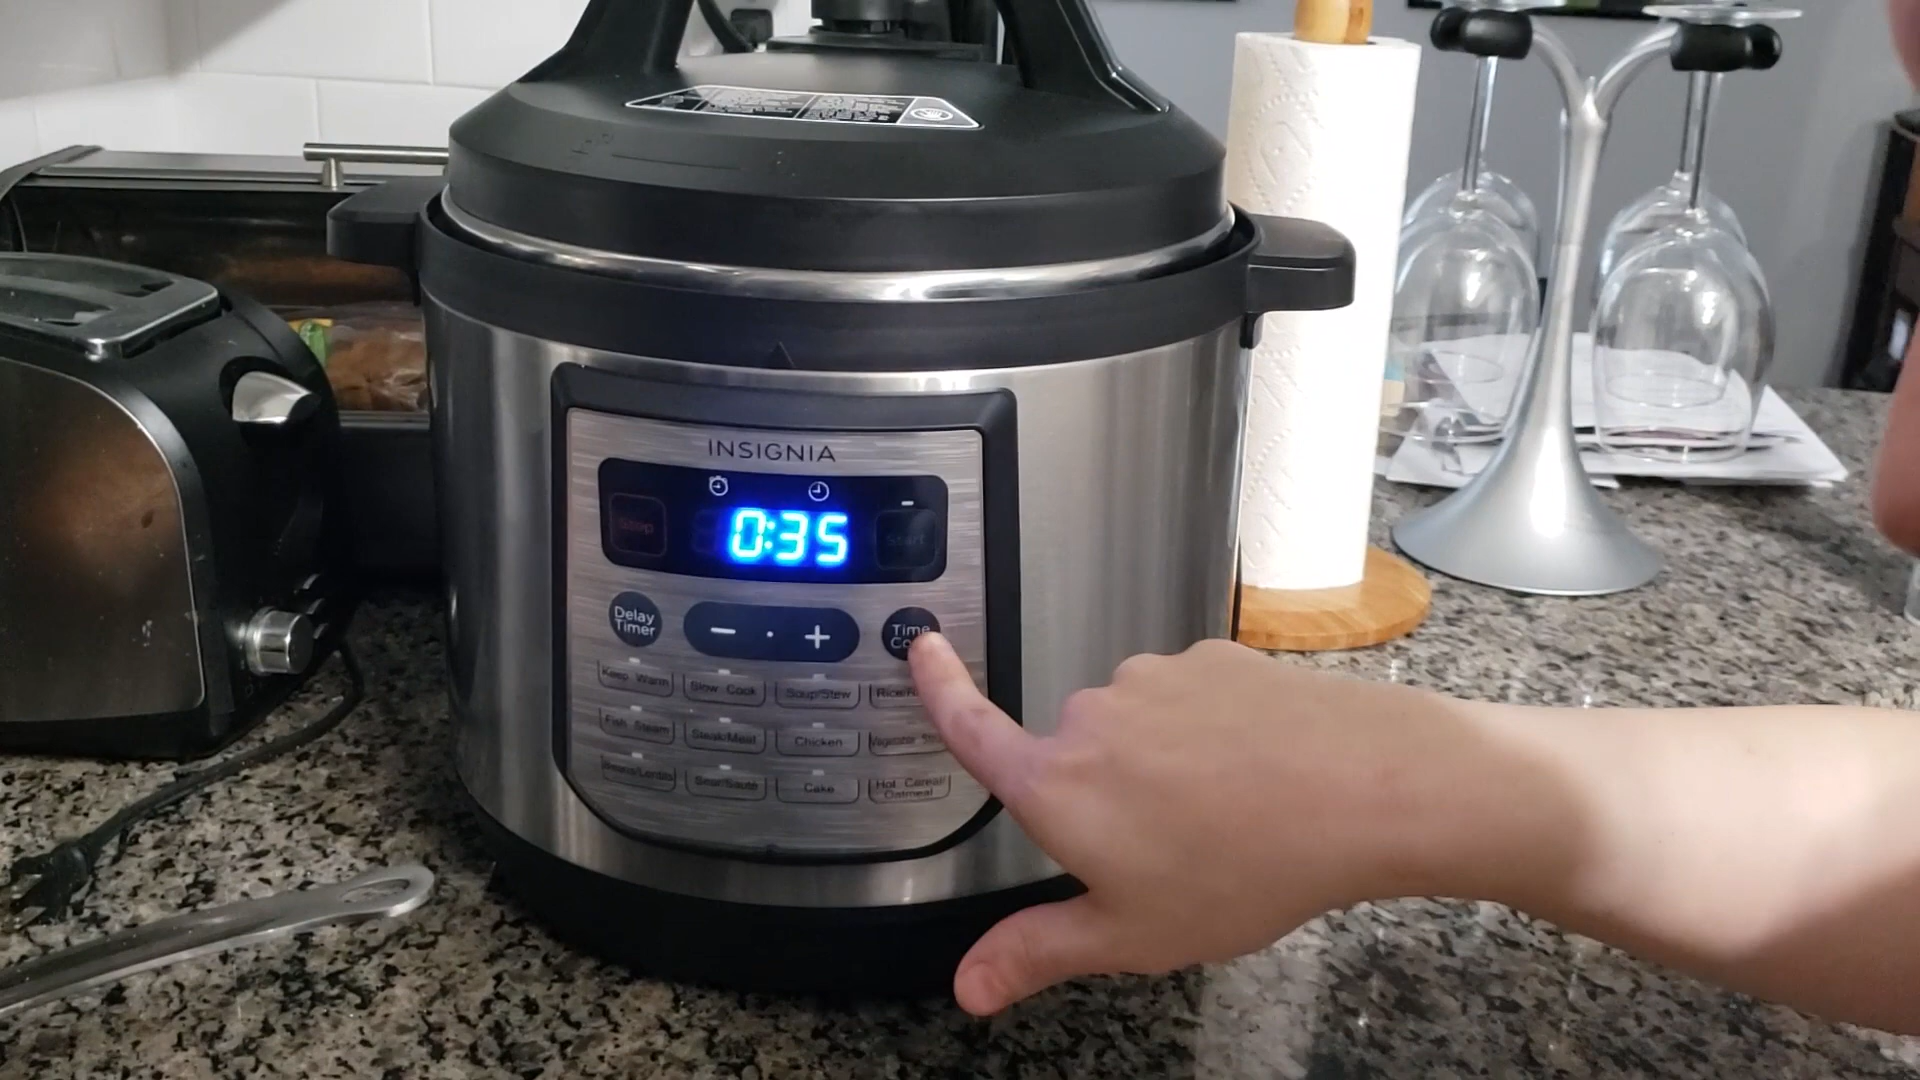 INSIGNIA
Stop
0:35
Start
Delay
Timer
Time
Keep Warm
Slow Cook
Soup/Stew
Fish Steam
Steak/Meat
Chicken
Beans/Lentils
Sear/Sauté
Cake
Hot Cereal/
Oatmeal